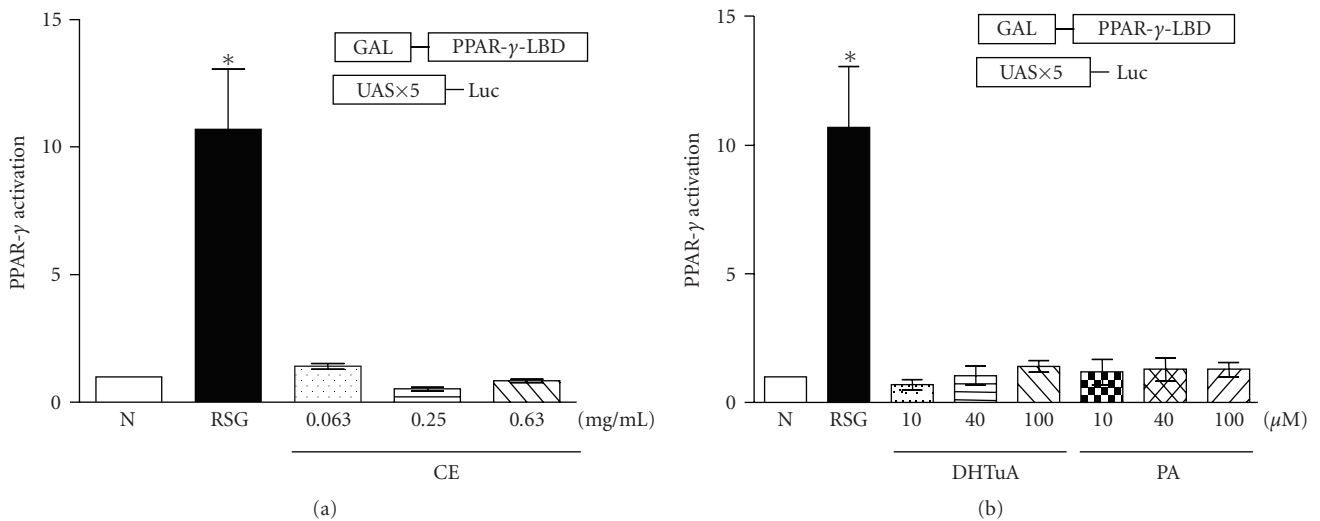 15
10
5
0
PPAR-γ activation
*
GAL PPAR-γ-LBD
UAS×5 Luc
N RSG 0.063 0.25 0.63 (mg/mL)
CE
(a)
15
10
5
0
PPAR-γ activation
*
GAL PPAR-γ-LBD
UAS×5 Luc
N RSG 10 40 100 10 40 100 (μM)
DHTuA PA
(b)